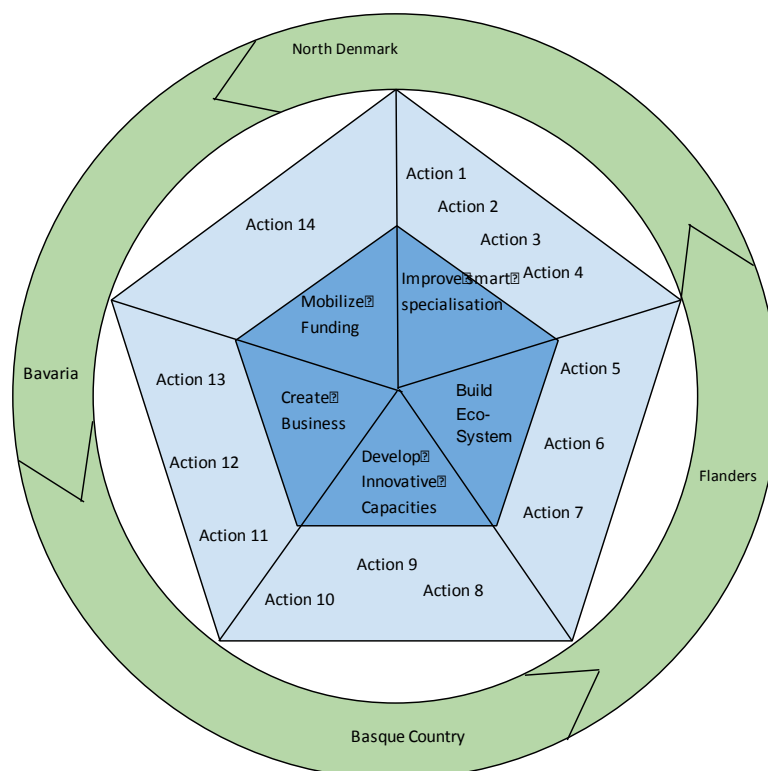 North Denmark
Action 1
Action 2
Action 3
Action 4
Action 14
Improve smart
specialisation
Mobilize
Funding
Bavaria
Action 13
Action 5
Create
Business
Build
Eco-
System
Action 12
Action 6
Develop
Innovative
Capacities
Flanders
Action 11
Action 7
Action 9
Action 10
Action 8
Basque Country